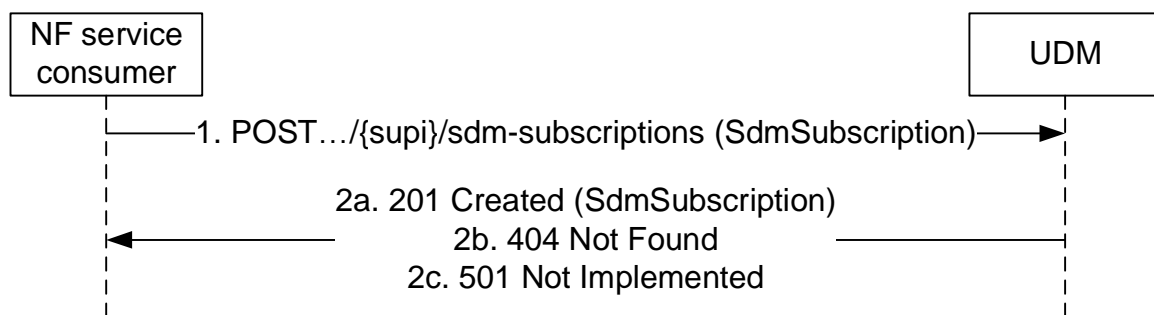 NF service
consumer
UDM
1. POST…/{supi}/sdm-subscriptions (SdmSubscription)
2a. 201 Created (SdmSubscription)
2b. 404 Not Found
2c. 501 Not Implemented